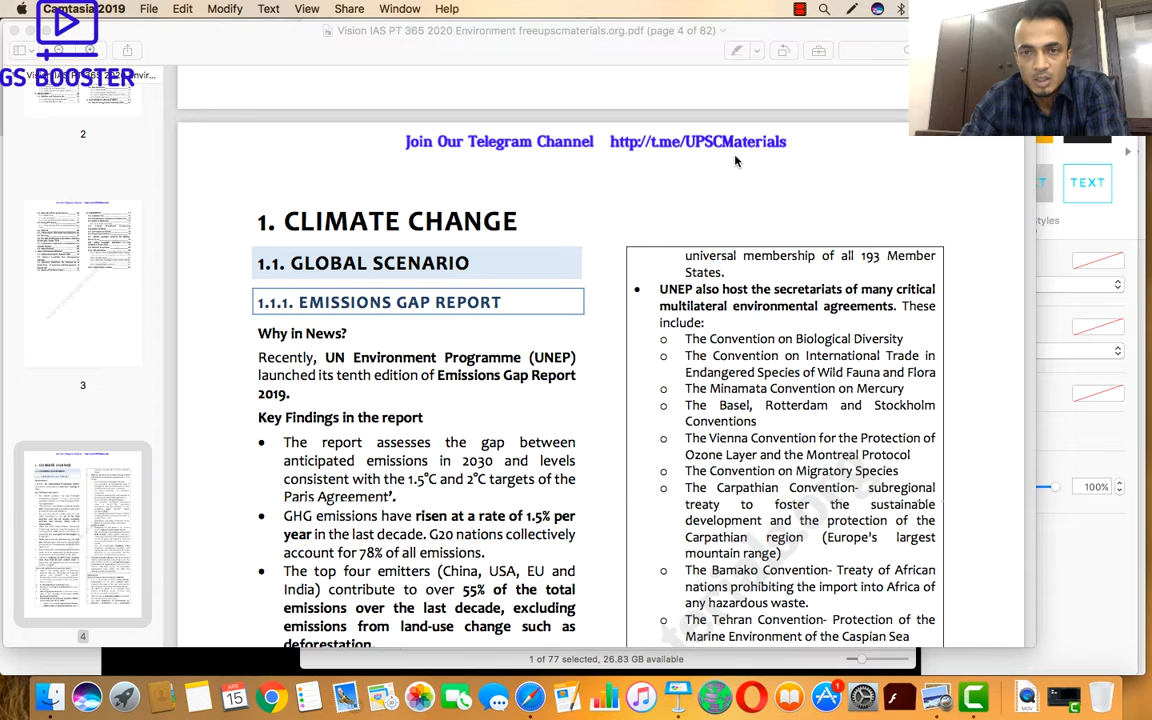 Camtasia 2019 File Edit Modify Text View Share Window Help
GS BOOSTER
Vision IAS PT 365 2020 Environment freeupscmaterials.org.pdf (page 4 of 82)
2
3
4
Join Our Telegram Channel http://t.me/UPSCMaterials
1. CLIMATE CHANGE
1.1. GLOBAL SCENARIO
1.1.1. EMISSIONS GAP REPORT
Why in News?
Recently, UN Environment Programme (UNEP)
launched its tenth edition of Emissions Gap Report
2019.
Key Findings in the report
• The report assesses the gap between
anticipated emissions in 2030 and levels
consistent with the 1.5°C and 2°C targets of the
Paris Agreement'.
• GHG emissions have risen at a rate of 1.5% per
year in the last decade. G20 nations collectively
account for 78% of all emissions.
• The top four emitters (China, USA, EU and
India) contribute to over 55% of the total
emissions over the last decade, excluding
emissions from land-use change such as
deforestation.
universal membership of all 193 Member
States.
• UNEP also host the secretariats of many critical
multilateral environmental agreements. These
include:
o The Convention on Biological Diversity
o The Convention on International Trade in
Endangered Species of Wild Fauna and Flora
o The Minamata Convention on Mercury
o The Basel, Rotterdam and Stockholm
Conventions
o The Vienna Convention for the Protection of
Ozone Layer and the Montreal Protocol
o The Convention on Migratory Species
o The Carpathian Convention- subregional
treaty to foster the sustainable
development and the protection of the
Carpathian region (Europe's largest
mountain range)
o The Bamako Convention- Treaty of African
nations prohibiting the import into Africa of
any hazardous waste.
o The Tehran Convention- Protection of the
Marine Environment of the Caspian Sea
TEXT
100%
1 of 77 selected, 26.83 GB available
APR
15
1
MOV